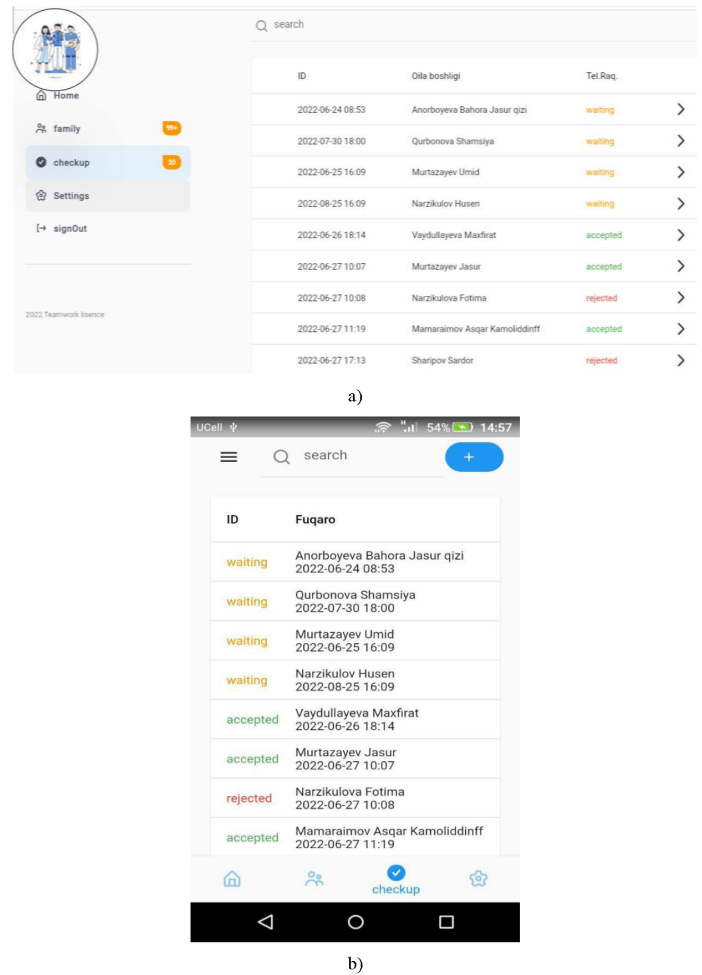 search
ID Oila boshligi Tel.Raq.
Home
2022-06-24 08:53 Anorboyeva Bahora Jasur qizi waiting
family 99+
2022-07-30 18:00 Qurbonova Shamsiya waiting
checkup 20
2022-06-25 16:09 Murtazayev Umid waiting
Settings
2022-08-25 16:09 Narzikulov Husen waiting
signOut
2022-06-26 18:14 Vaydullayeva Maxfirat accepted
2022-06-27 10:07 Murtazayev Jasur accepted
2022-06-27 10:08 Narzikulova Fotima rejected
2022 Teamwork lisence
2022-06-27 11:19 Mamaraimov Asqar Kamoliddinff accepted
2022-06-27 17:13 Sharipov Sardor rejected
a)
UCell H 54% 14:57
search +
ID Fuqaro
waiting Anorboyeva Bahora Jasur qizi
2022-06-24 08:53
waiting Qurbonova Shamsiya
2022-07-30 18:00
waiting Murtazayev Umid
2022-06-25 16:09
waiting Narzikulov Husen
2022-08-25 16:09
accepted Vaydullayeva Maxfirat
2022-06-26 18:14
accepted Murtazayev Jasur
2022-06-27 10:07
rejected Narzikulova Fotima
2022-06-27 10:08
accepted Mamaraimov Asqar Kamoliddinff
2022-06-27 11:19
checkup
b)